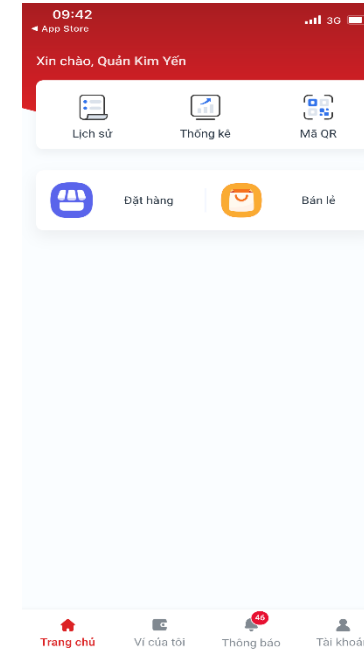 09:42
◄ App Store
3G
Xin chào, Quản Kim Yến
Lịch sử
Thống kê
Mã QR
Đặt hàng
Bán lẻ
46
Trang chủ
Ví của tôi
Thông báo
Tài khoản